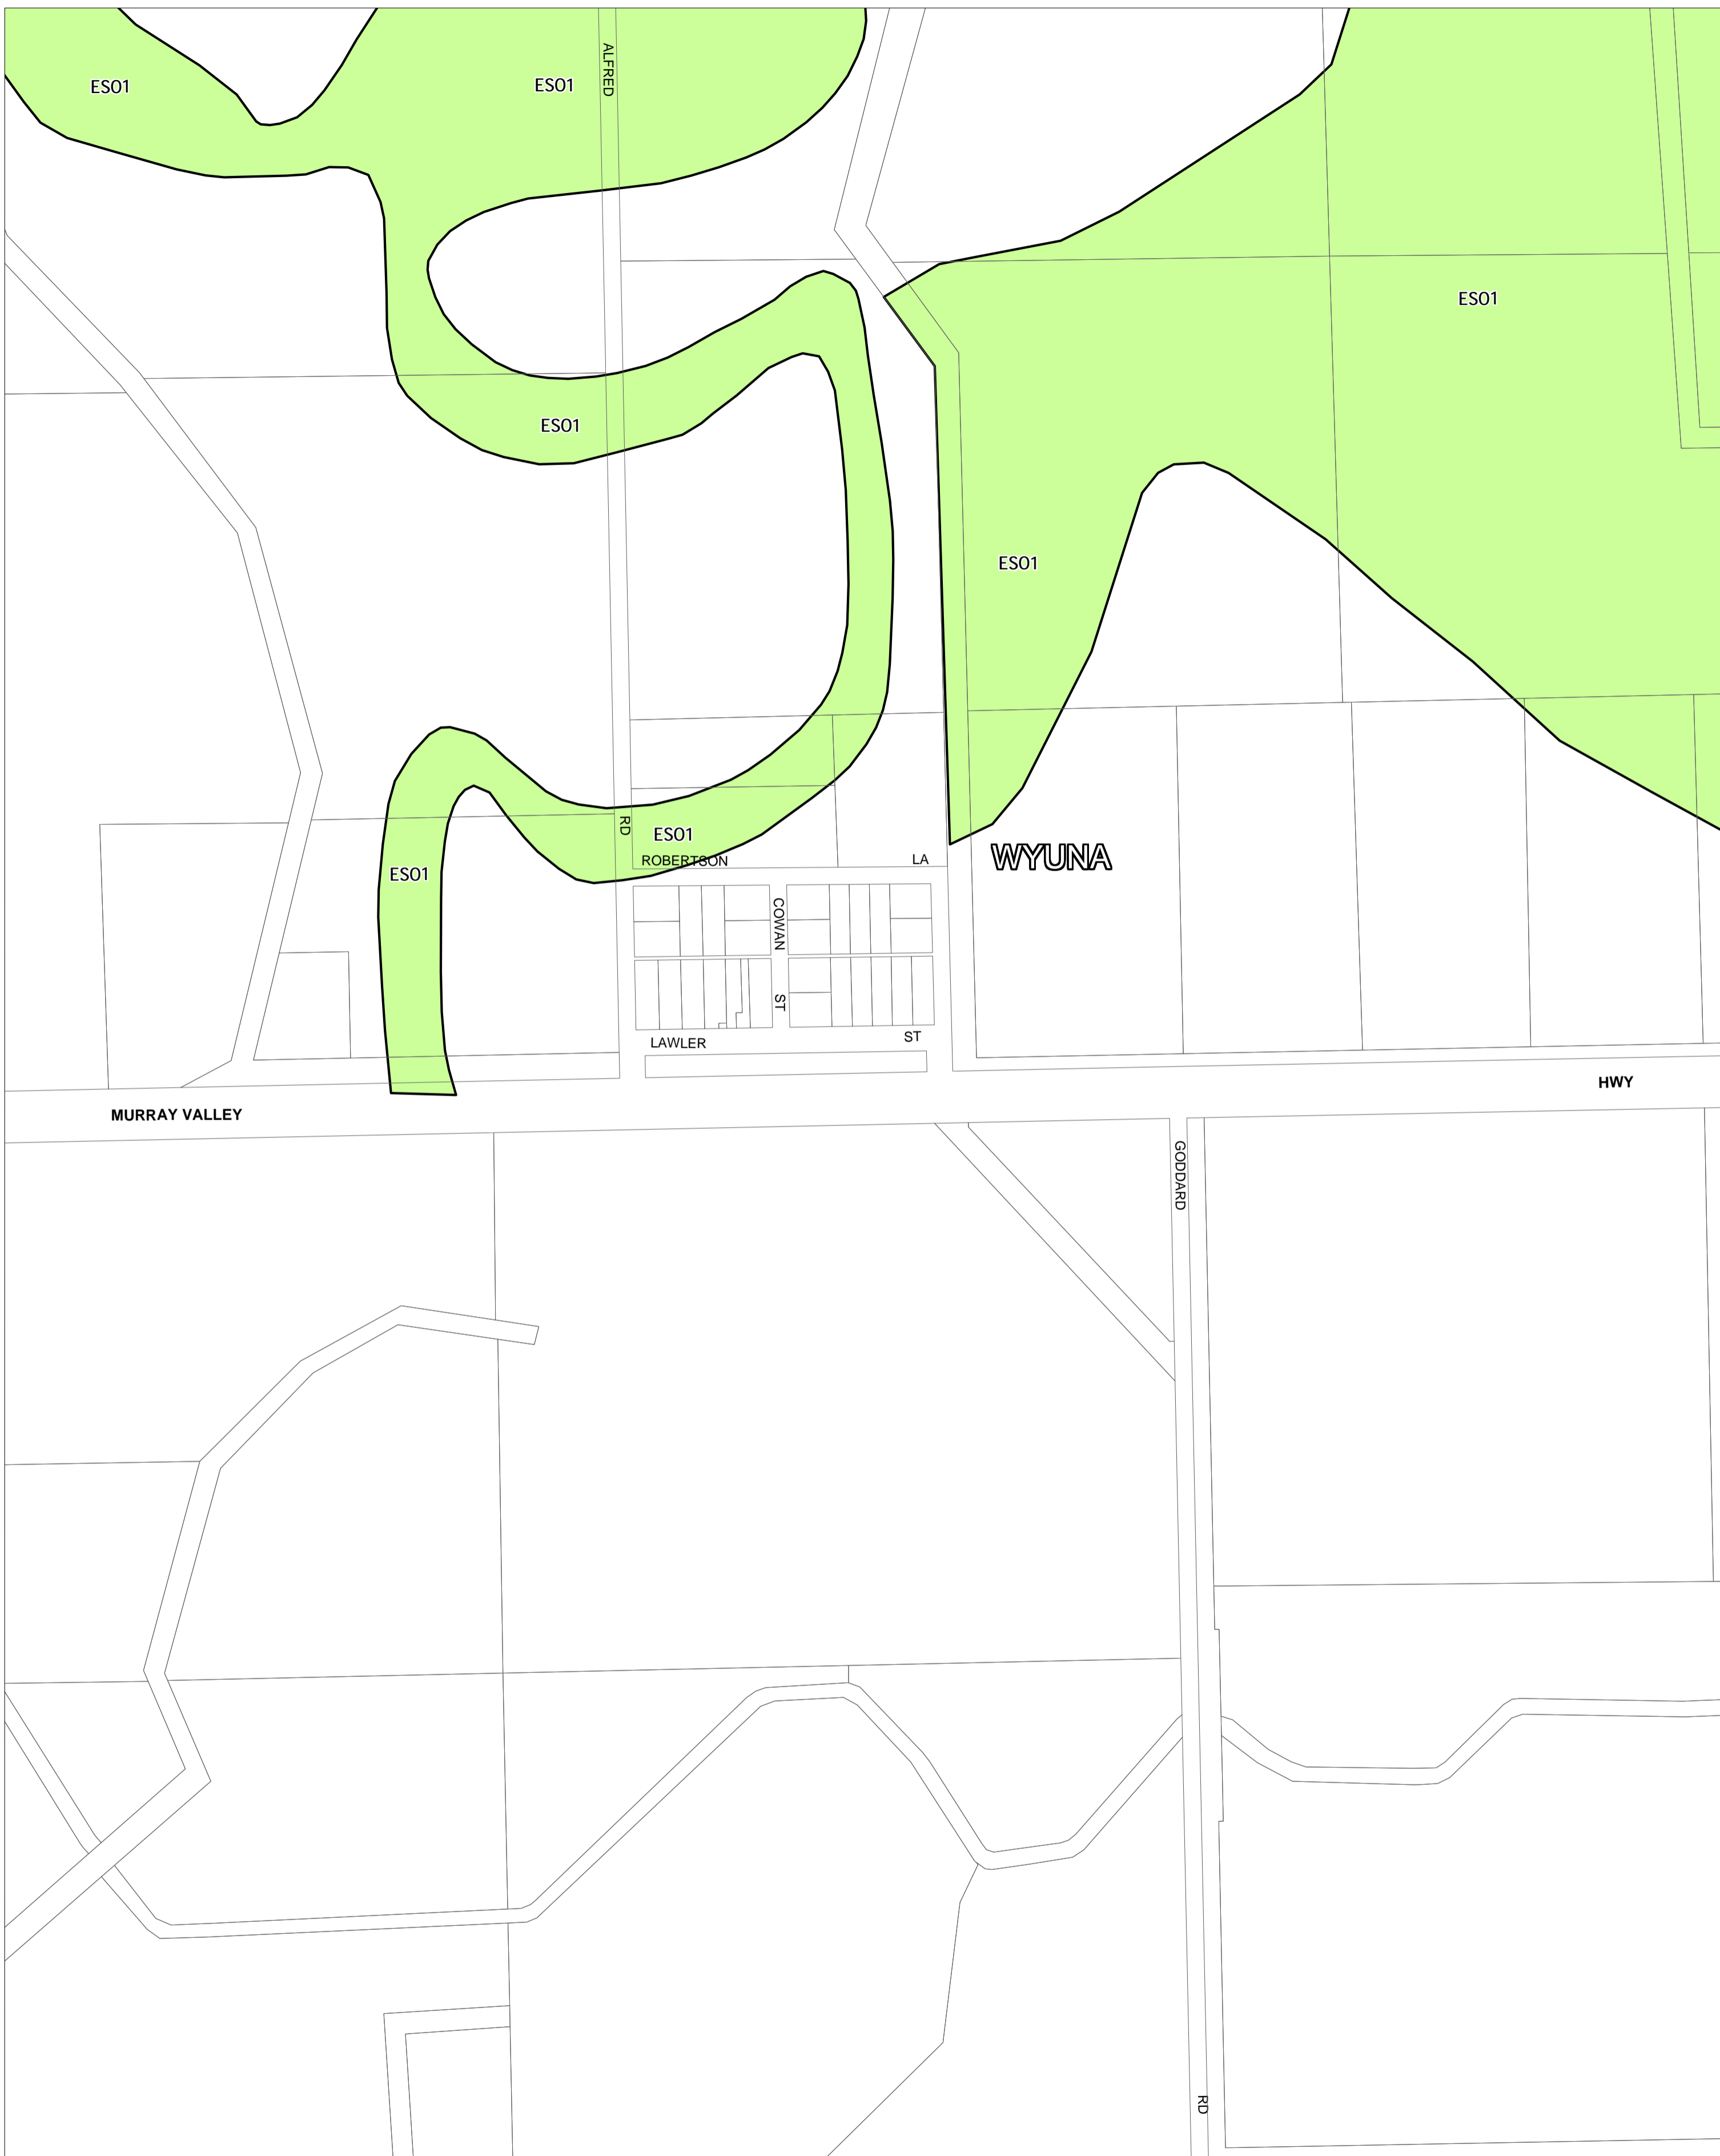 ESO1
ESO1
ALFRED
ESO1
ESO1
ESO1
RD
ESO1
ROBERTSON
LA
WYUNA
ESO1
COWAN
ST
LAWLER
ST
HWY
MURRAY VALLEY
GODDARD
RD